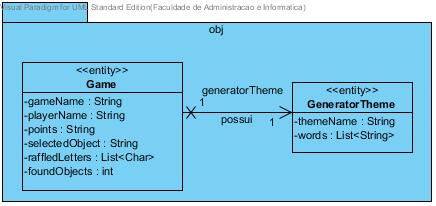 Visual Paradigm for UML Standard Edition(Faculdade de Administracao e Informatica)
obj
<<entity>>
Game
-gameName : String
-playerName : String
-points : String
-selectedObject : String
-raffledLetters : List<Char>
-foundObjects : int
generatorTheme
1
possui
1
<<entity>>
GeneratorTheme
-themeName : String
-words : List<String>